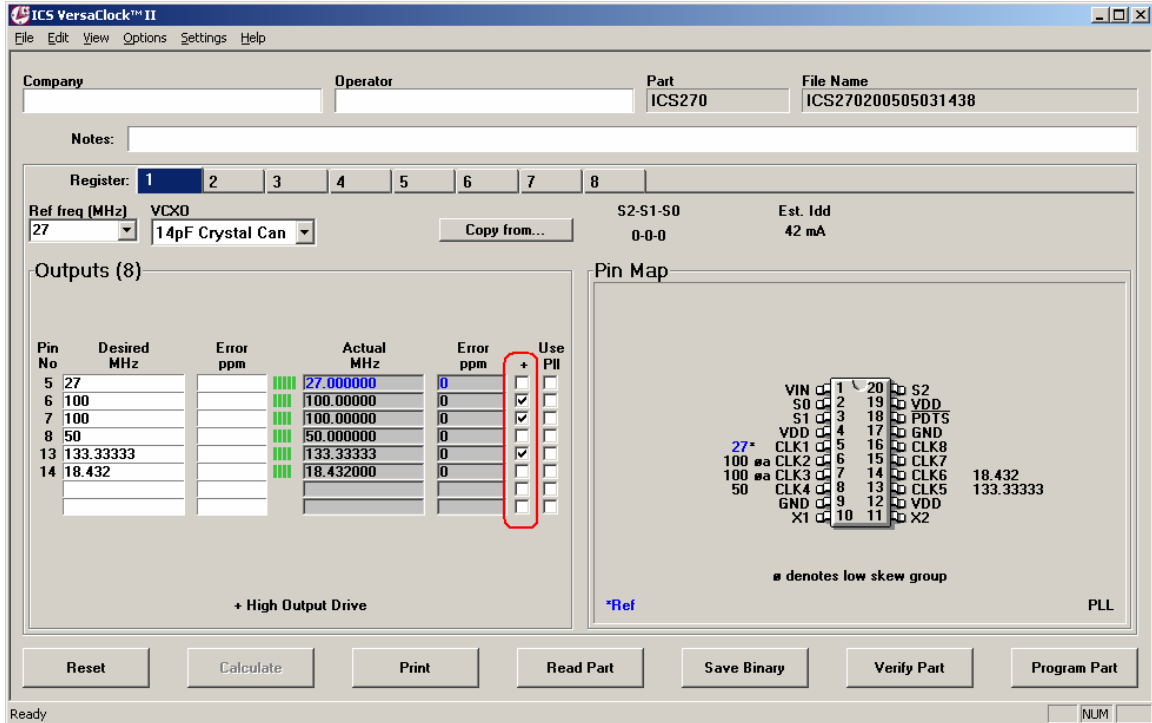 ICS VersaClock™ II
File Edit View Options Settings Help
Company Operator Part File Name
ICS270 ICS270200505031438
Notes:
Register: 1 2 3 4 5 6 7 8
Ref freq (MHz) VCXO S2-S1-S0 Est. Idd
27 14pF Crystal Can Copy from... 0-0-0 42 mA
Outputs (8)
Pin No Desired MHz Error ppm Actual MHz Error ppm + Use Pll
5 27 27.000000 0
6 100 100.00000 0
7 100 100.00000 0
8 50 50.000000 0
13 133.33333 133.33333 0
14 18.432 18.432000 0
+ High Output Drive
Pin Map
VIN 1 20 S2
S0 2 19 VDD
S1 3 18 PDTS
VDD 4 17 GND
27* CLK1 5 16 CLK8
100 øa CLK2 6 15 CLK7
100 øa CLK3 7 14 CLK6 18.432
50 CLK4 8 13 CLK5 133.33333
GND 9 12 VDD
X1 10 11 X2
ø denotes low skew group
*Ref PLL
Reset Calculate Print Read Part Save Binary Verify Part Program Part
Ready NUM